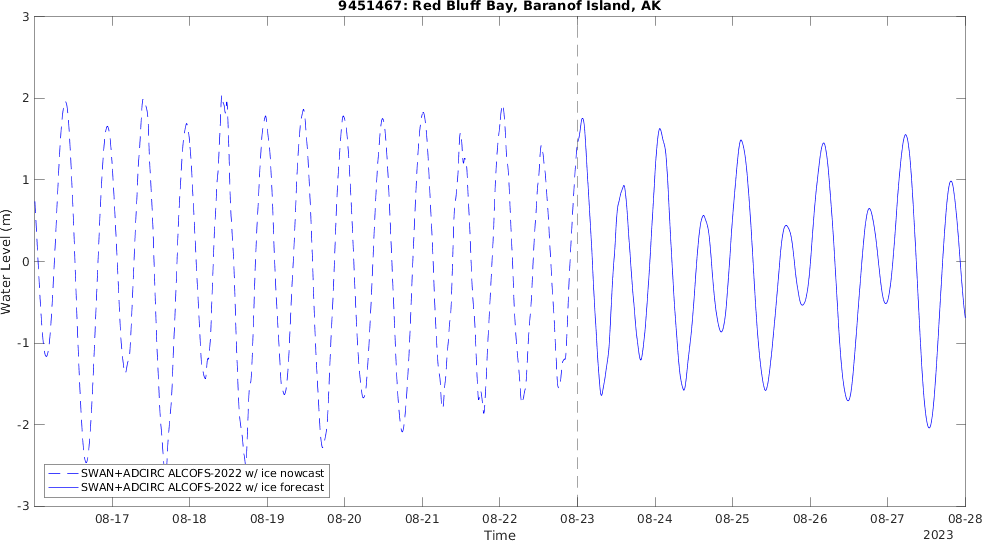 9451467: Red Bluff Bay, Baranof Island, AK
3
2
1
0
-1
-2
-3
Water Level (m)
SWAN+ADCIRC ALCOFS-2022 w/ ice nowcast
SWAN+ADCIRC ALCOFS-2022 w/ ice forecast
08-17 08-18 08-19 08-20 08-21 08-22 08-23 08-24 08-25 08-26 08-27 08-28
Time
2023